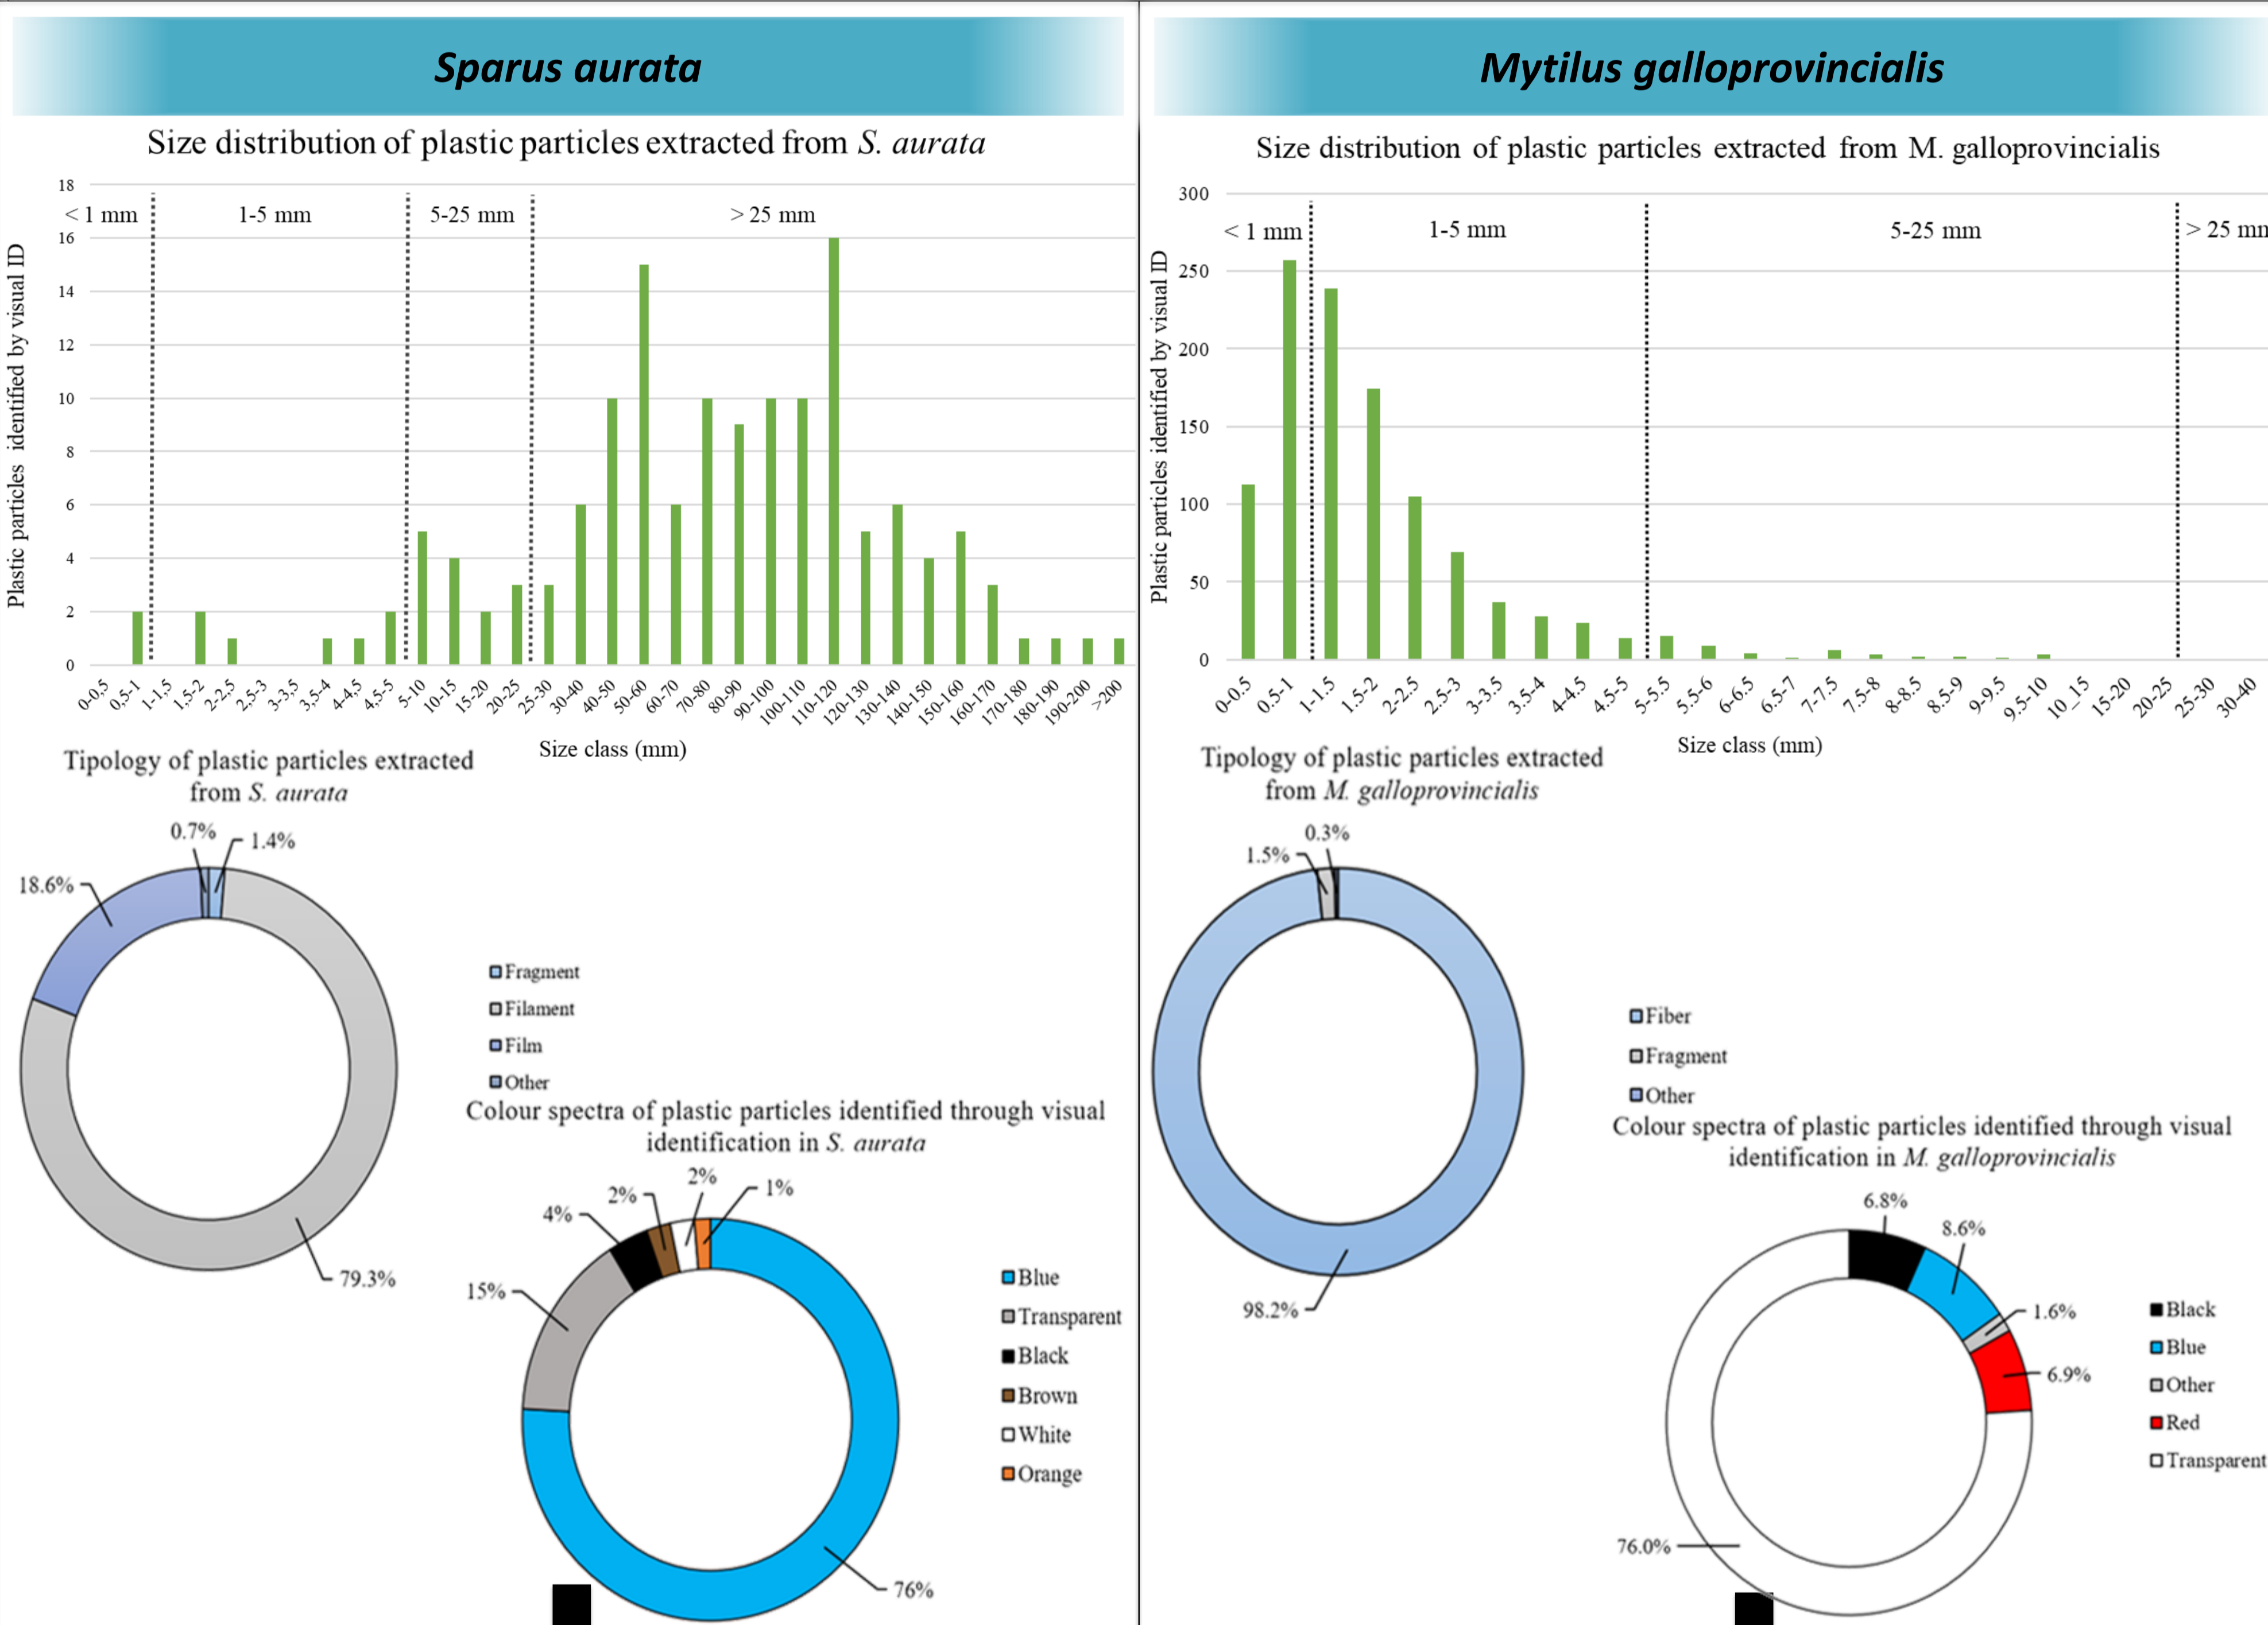 Sparus aurata
Size distribution of plastic particles extracted from S. aurata
Plastic particles identified by visual ID
18
16
14
12
10
8
6
4
2
0
< 1 mm
1-5 mm
5-25 mm
> 25 mm
0-0,5
0,5-1
1-1,5
1,5-2
2-2,5
2,5-3
3-3,5
3,5-4
4-4,5
4,5-5
5-10
10-15
15-20
20-25
25-30
30-40
40-50
50-60
60-70
70-80
80-90
90-100
100-110
110-120
120-130
130-140
140-150
150-160
160-170
170-180
180-190
190-200
>200
Size class (mm)
Tipology of plastic particles extracted
from S. aurata
0.7%
1.4%
18.6%
79.3%
Fragment
Filament
Film
Other
Colour spectra of plastic particles identified through visual
identification in S. aurata
2%
1%
2%
4%
15%
76%
Blue
Transparent
Black
Brown
White
Orange
Mytilus galloprovincialis
Size distribution of plastic particles extracted from M. galloprovincialis
Plastic particles identified by visual ID
300
250
200
150
100
50
0
< 1 mm
1-5 mm
5-25 mm
> 25 mm
0-0.5
0.5-1
1-1.5
1.5-2
2-2.5
2.5-3
3-3.5
3.5-4
4-4.5
4.5-5
5-5.5
5.5-6
6-6.5
6.5-7
7-7.5
7.5-8
8-8.5
8.5-9
9-9.5
9.5-10
10_15
15-20
20-25
25-30
30-40
Size class (mm)
Tipology of plastic particles extracted
from M. galloprovincialis
0.3%
1.5%
98.2%
Fiber
Fragment
Other
Colour spectra of plastic particles identified through visual
identification in M. galloprovincialis
6.8%
8.6%
1.6%
6.9%
76.0%
Black
Blue
Other
Red
Transparent